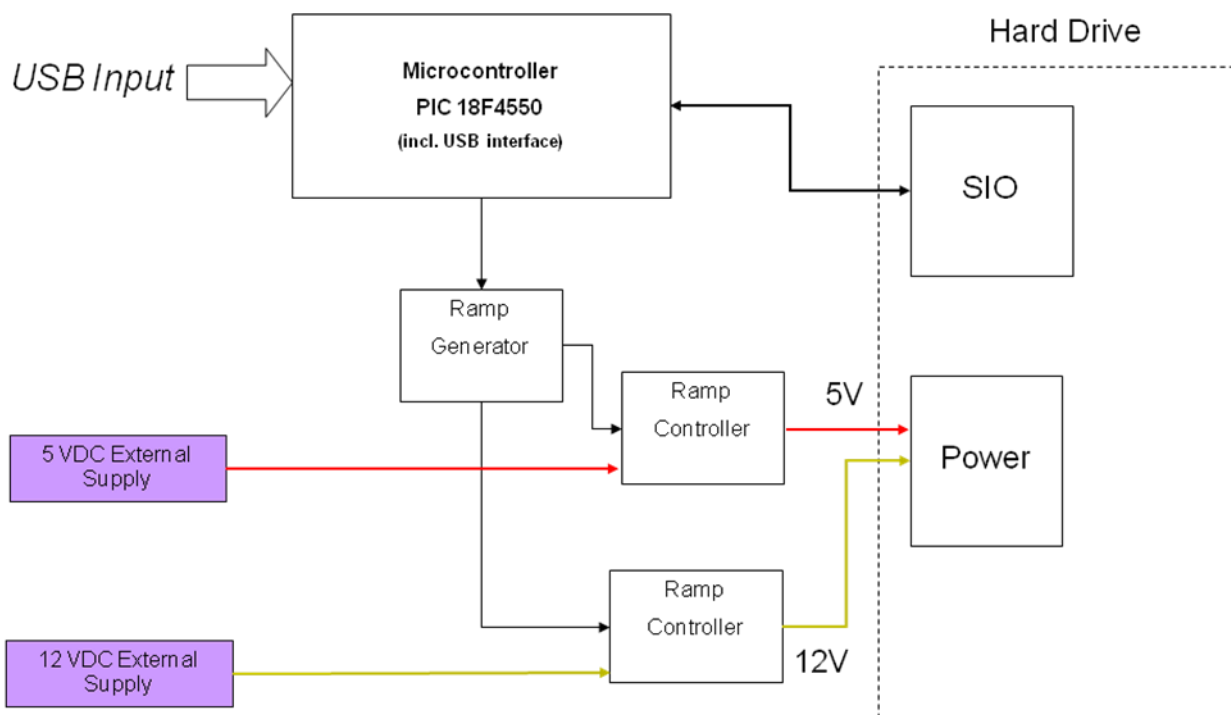 Hard Drive
USB Input
Microcontroller
PIC 18F4550
(incl. USB interface)
SIO
Ramp
Generator
Ramp
Controller
5V
Power
5 VDC External
Supply
Ramp
Controller
12V
12 VDC External
Supply